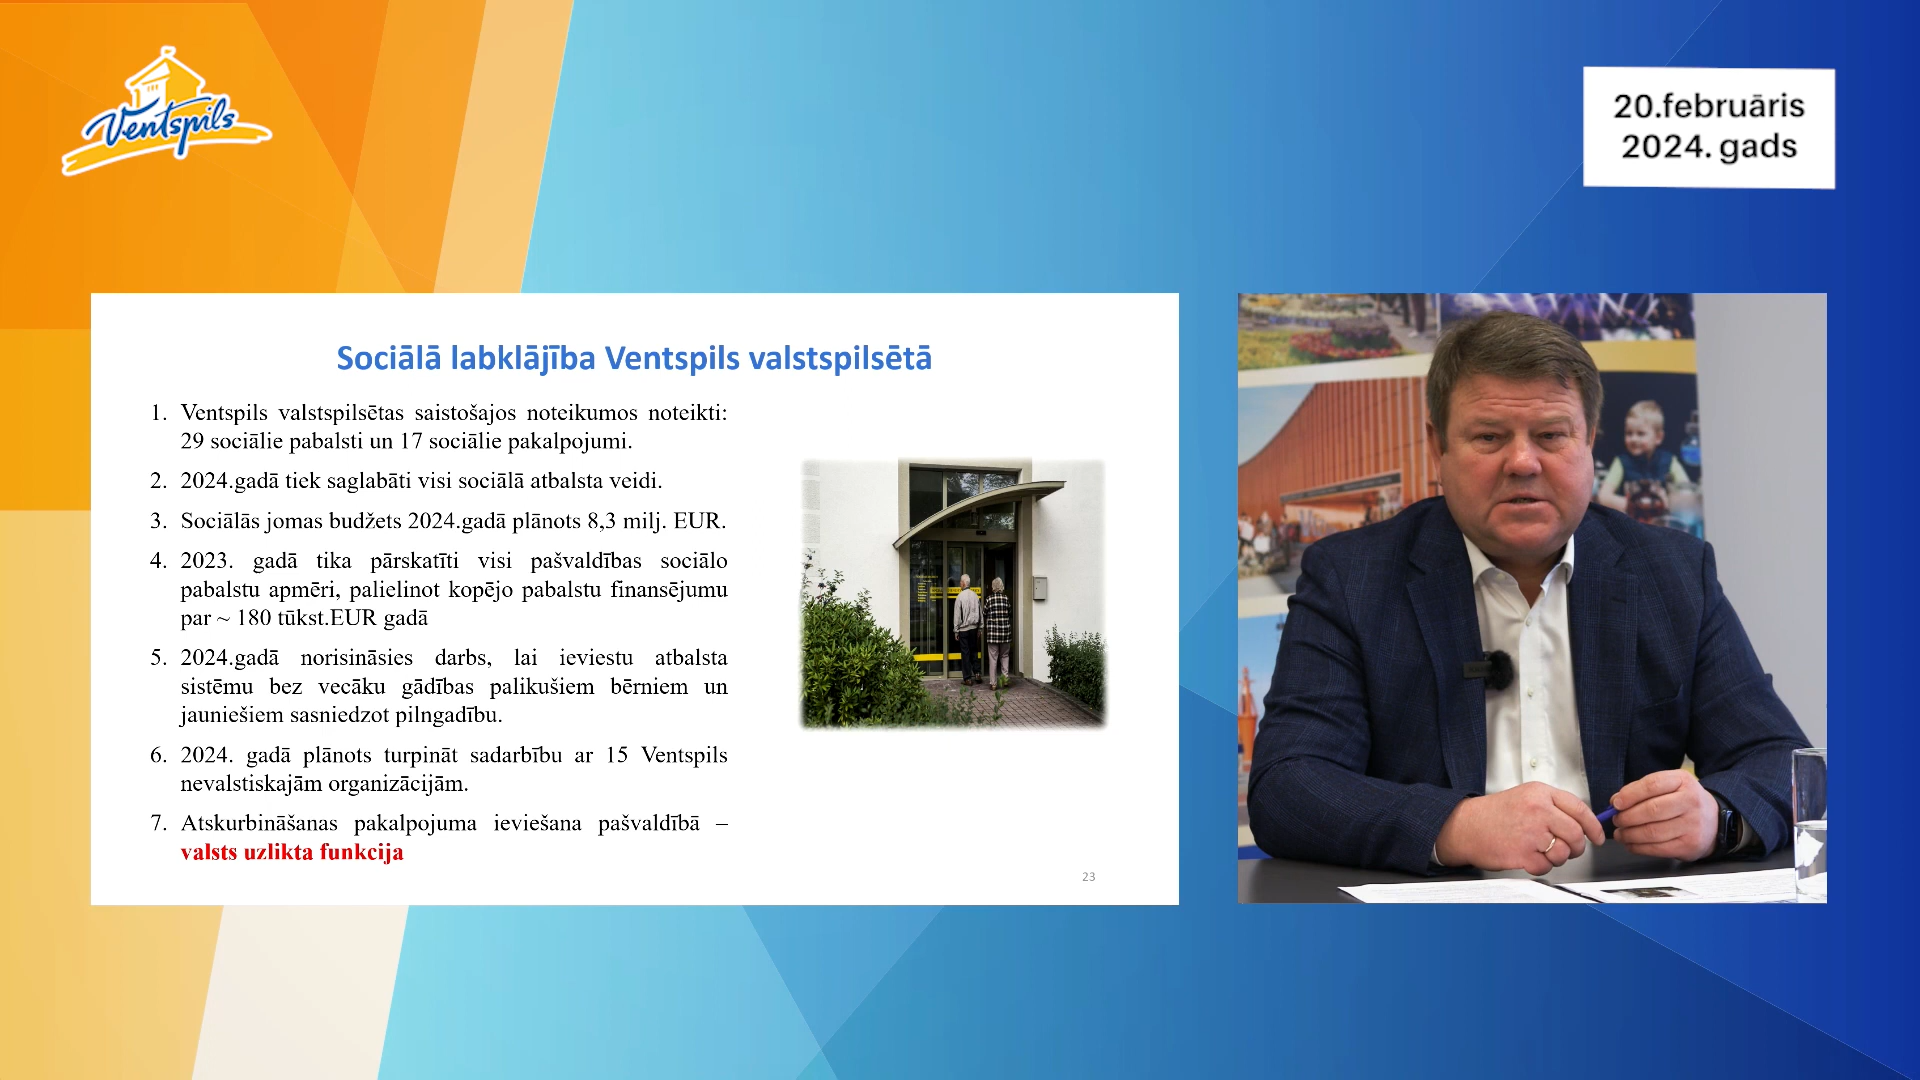 Ventspils
20.februāris
2024. gads
Sociālā labklājība Ventspils valstspilsētā
1. Ventspils valstspilsētas saistošajos noteikumos noteikti:
29 sociālie pabalsti un 17 sociālie pakalpojumi.
2. 2024.gadā tiek saglabāti visi sociālā atbalsta veidi.
3. Sociālās jomas budžets 2024.gadā plānots 8,3 milj. EUR.
4. 2023. gadā tika pārskatīti visi pašvaldības sociālo
pabalstu apmēri, palielinot kopējo pabalstu finansējumu
par ~ 180 tūkst.EUR gadā
5. 2024.gadā norisināsies darbs, lai ieviestu atbalsta
sistēmu bez vecāku gādības palikušiem bērniem un
jauniešiem sasniedzot pilngadību.
6. 2024. gadā plānots turpināt sadarbību ar 15 Ventspils
nevalstiskajām organizācijām.
7. Atskurbināšanas pakalpojuma ieviešana pašvaldībā –
valsts uzlikta funkcija
23